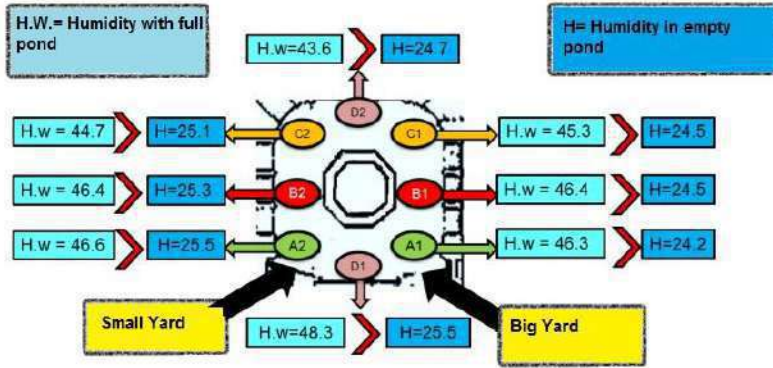 H.W.= Humidity with full
pond
H= Humidity in empty
pond
H.w=43.6 H=24.7
D2
H.w = 44.7 H=25.1 C2 C1 H.w = 45.3 H=24.5
H.w = 46.4 H=25.3 B2 B1 H.w = 46.4 H=24.5
H.w = 46.6 H=25.5 A2 A1 H.w = 46.3 H=24.2
D1
Small Yard
H.w=48.3 H=25.5
Big Yard